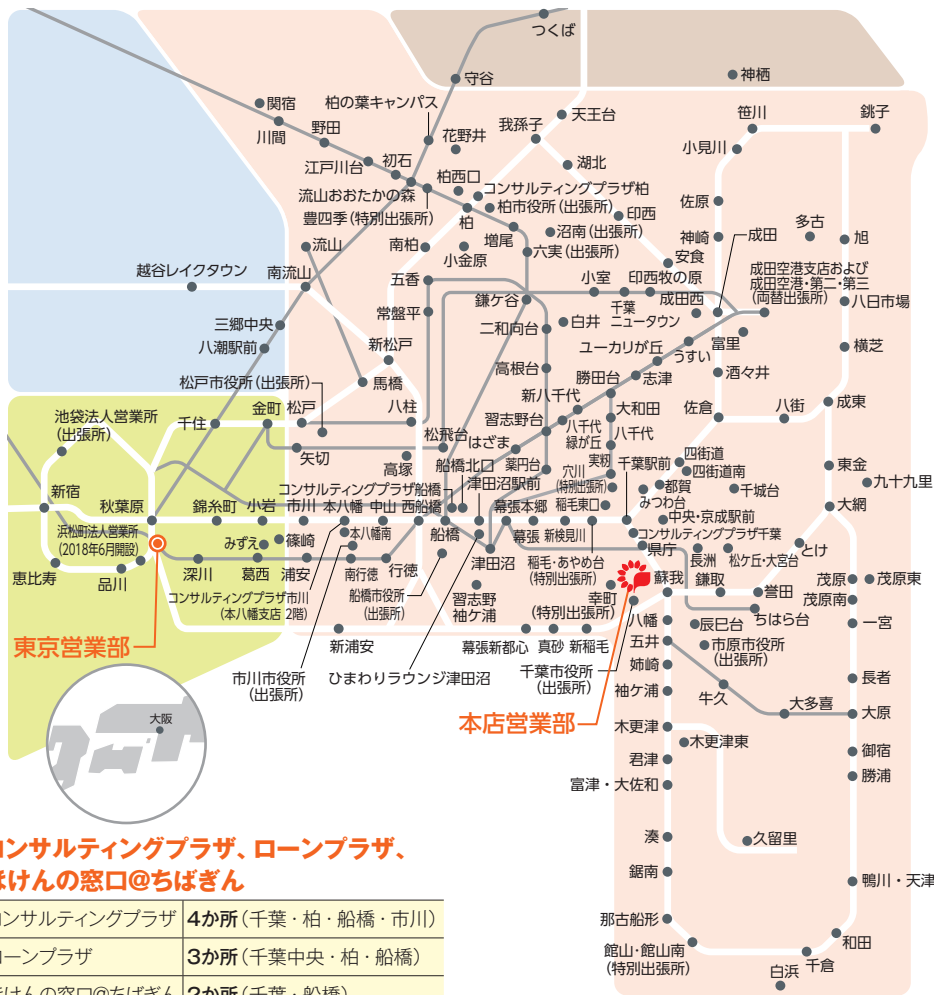 つくば
神栖
守谷
関宿
柏の葉キャンパス
川間
野田
花野井
我孫子
天王台
笹川
銚子
小見川
江戸川台
初石
湖北
流山おおたかの森
柏西口
コンサルティングプラザ柏
柏市役所(出張所)
豊四季(特別出張所)
柏
印西
佐原
増尾
沼南(出張所)
流山
南柏
小金原
六実(出張所)
神崎
成田
多古
旭
安食
越谷レイクタウン
南流山
五香
鎌ケ谷
小室
印西牧の原
成田西
成田空港支店および
成田空港・第二・第三
(両替出張所)
八日市場
千葉
ニュータウン
三郷中央
常盤平
二和向台
白井
富里
八潮駅前
新松戸
ユーカリが丘
うすい
横芝
松戸市役所(出張所)
馬橋
高根台
勝田台
志津
酒々井
新八千代
池袋法人営業所
(出張所)
千住
金町
松戸
八柱
習志野台
大和田
佐倉
八街
成東
八千代
緑が丘
八千代
松飛台
はざま
矢切
高塚
船橋北口
薬円台
実籾
穴川
(特別出張所)
千葉駅前
四街道
四街道南
東金
新宿
秋葉原
錦糸町
小岩
市川
本八幡
中山
西船橋
コンサルティングプラザ船橋
津田沼駅前
稲毛東口
都賀
千城台
みつわ台
九十九里
大網
浜松町法人営業所
(2018年6月開設)
みずえ
篠崎
本八幡南
船橋
幕張本郷
幕張
新検見川
中央・京成駅前
コンサルティングプラザ千葉
県庁
長洲
松ケ丘・大宮台
とけ
恵比寿
品川
深川
葛西
浦安
南行徳
行徳
津田沼
稲毛・あやめ台
(特別出張所)
蘇我
鎌取
誉田
茂原
茂原東
コンサルティングプラザ市川
(本八幡支店 2階)
船橋市役所
(出張所)
習志野
袖ケ浦
幸町
(特別出張所)
ちはら台
茂原南
八幡
辰巳台
一宮
東京営業部
新浦安
幕張新都心
真砂
新稲毛
五井
市原市役所
(出張所)
市川市役所
(出張所)
ひまわりラウンジ津田沼
千葉市役所
(出張所)
姉崎
長者
袖ケ浦
牛久
大多喜
大原
大阪
本店営業部
木更津
木更津東
御宿
君津
勝浦
富津・大佐和
湊
久留里
鋸南
鴨川・天津
那古船形
和田
館山・館山南
(特別出張所)
千倉
白浜
コンサルティングプラザ、ローンプラザ、
ほけんの窓口@ちばぎん
コンサルティングプラザ 4か所(千葉・柏・船橋・市川)
ローンプラザ 3か所(千葉中央・柏・船橋)